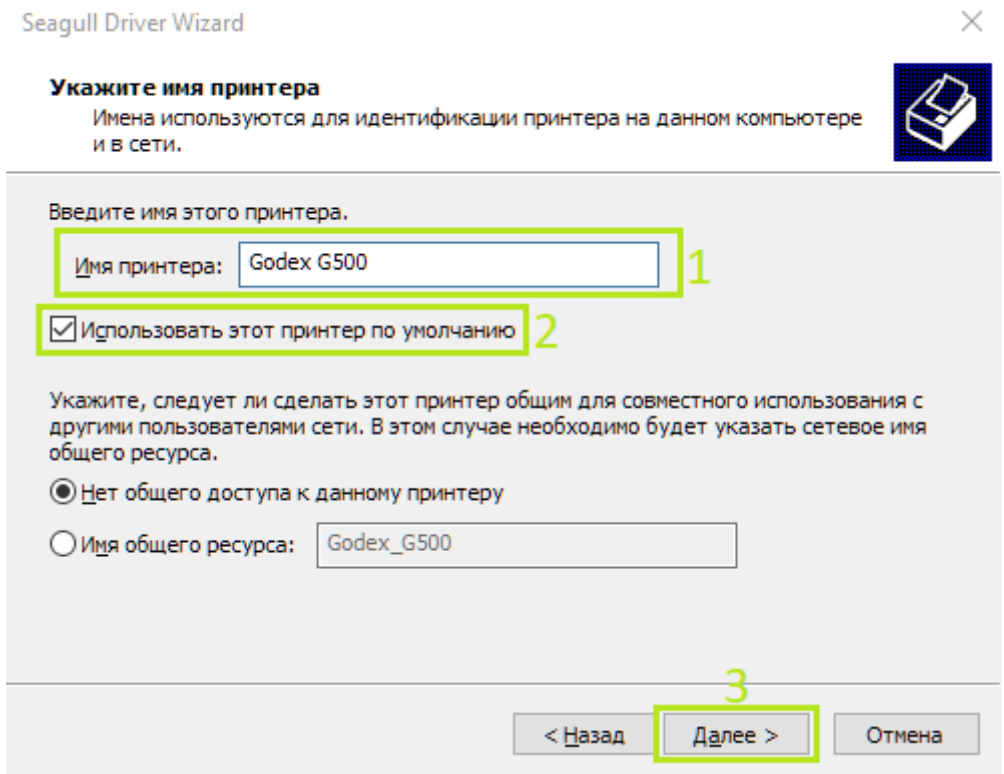 Seagull Driver Wizard
Укажите имя принтера
Имена используются для идентификации принтера на данном компьютере
и в сети.
Введите имя этого принтера.
Имя принтера: Godex G500 1
Использовать этот принтер по умолчанию 2
Укажите, следует ли сделать этот принтер общим для совместного использования с
другими пользователями сети. В этом случае необходимо будет указать сетевое имя
общего ресурса.
Нет общего доступа к данному принтеру
Имя общего ресурса: Godex_G500
3
< Назад Далее > Отмена